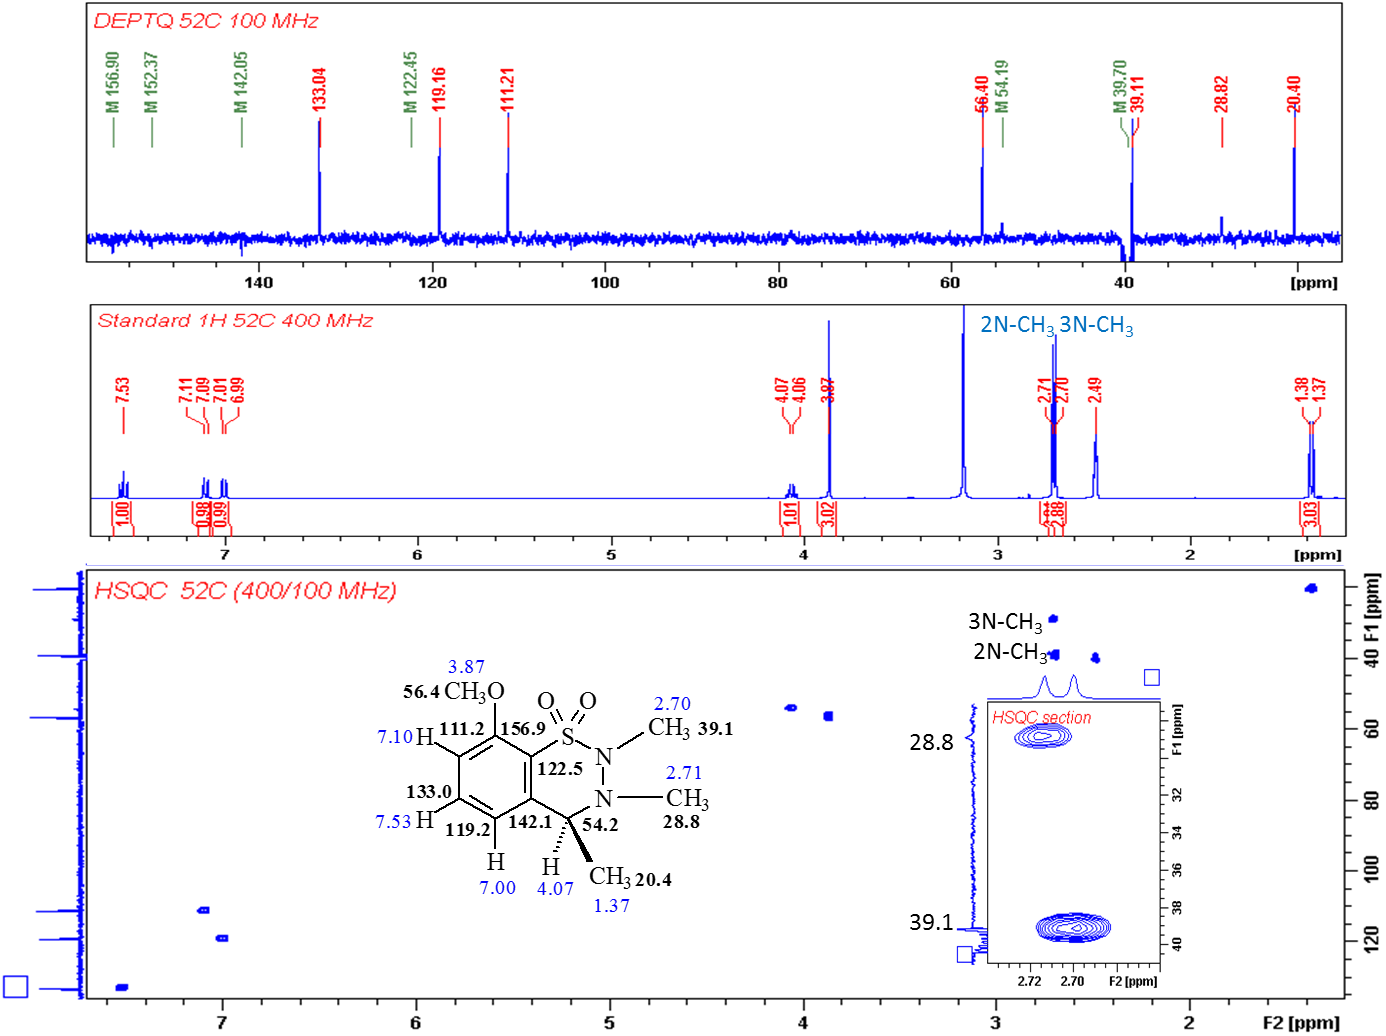 DEPTQ 52C 100 MHz
M 156.90
M 152.37
M 142.05
133.04
M 122.45
119.16
111.21
56.40
M 54.19
M 39.70
39.11
28.82
20.40
140 120 100 80 60 40 [ppm]
Standard 1H 52C 400 MHz
2N-CH3 3N-CH3
7.53
7.11
7.09
7.01
6.99
4.07
4.06
3.87
2.71
2.70
2.49
1.38
1.37
1.00
0.98
0.99
1.01
3.02
2.88
3.03
7 6 5 4 3 2 [ppm]
HSQC 52C (400/100 MHz)
3N-CH3
2N-CH3
3.87
56.4 CH3O
O O
2.70
111.2 156.9
S
CH3 39.1
7.10 H
N
122.5
2.71
133.0
N
CH3
7.53 H
119.2 142.1 54.2
28.8
H
H
CH3 20.4
7.00 4.07
1.37
HSQC section
28.8
39.1
F1 [ppm]
32
34
36
38
40
2.72 2.70 F2 [ppm]
F1 [ppm]
40
60
80
100
120
7 6 5 4 3 2 F2 [ppm]